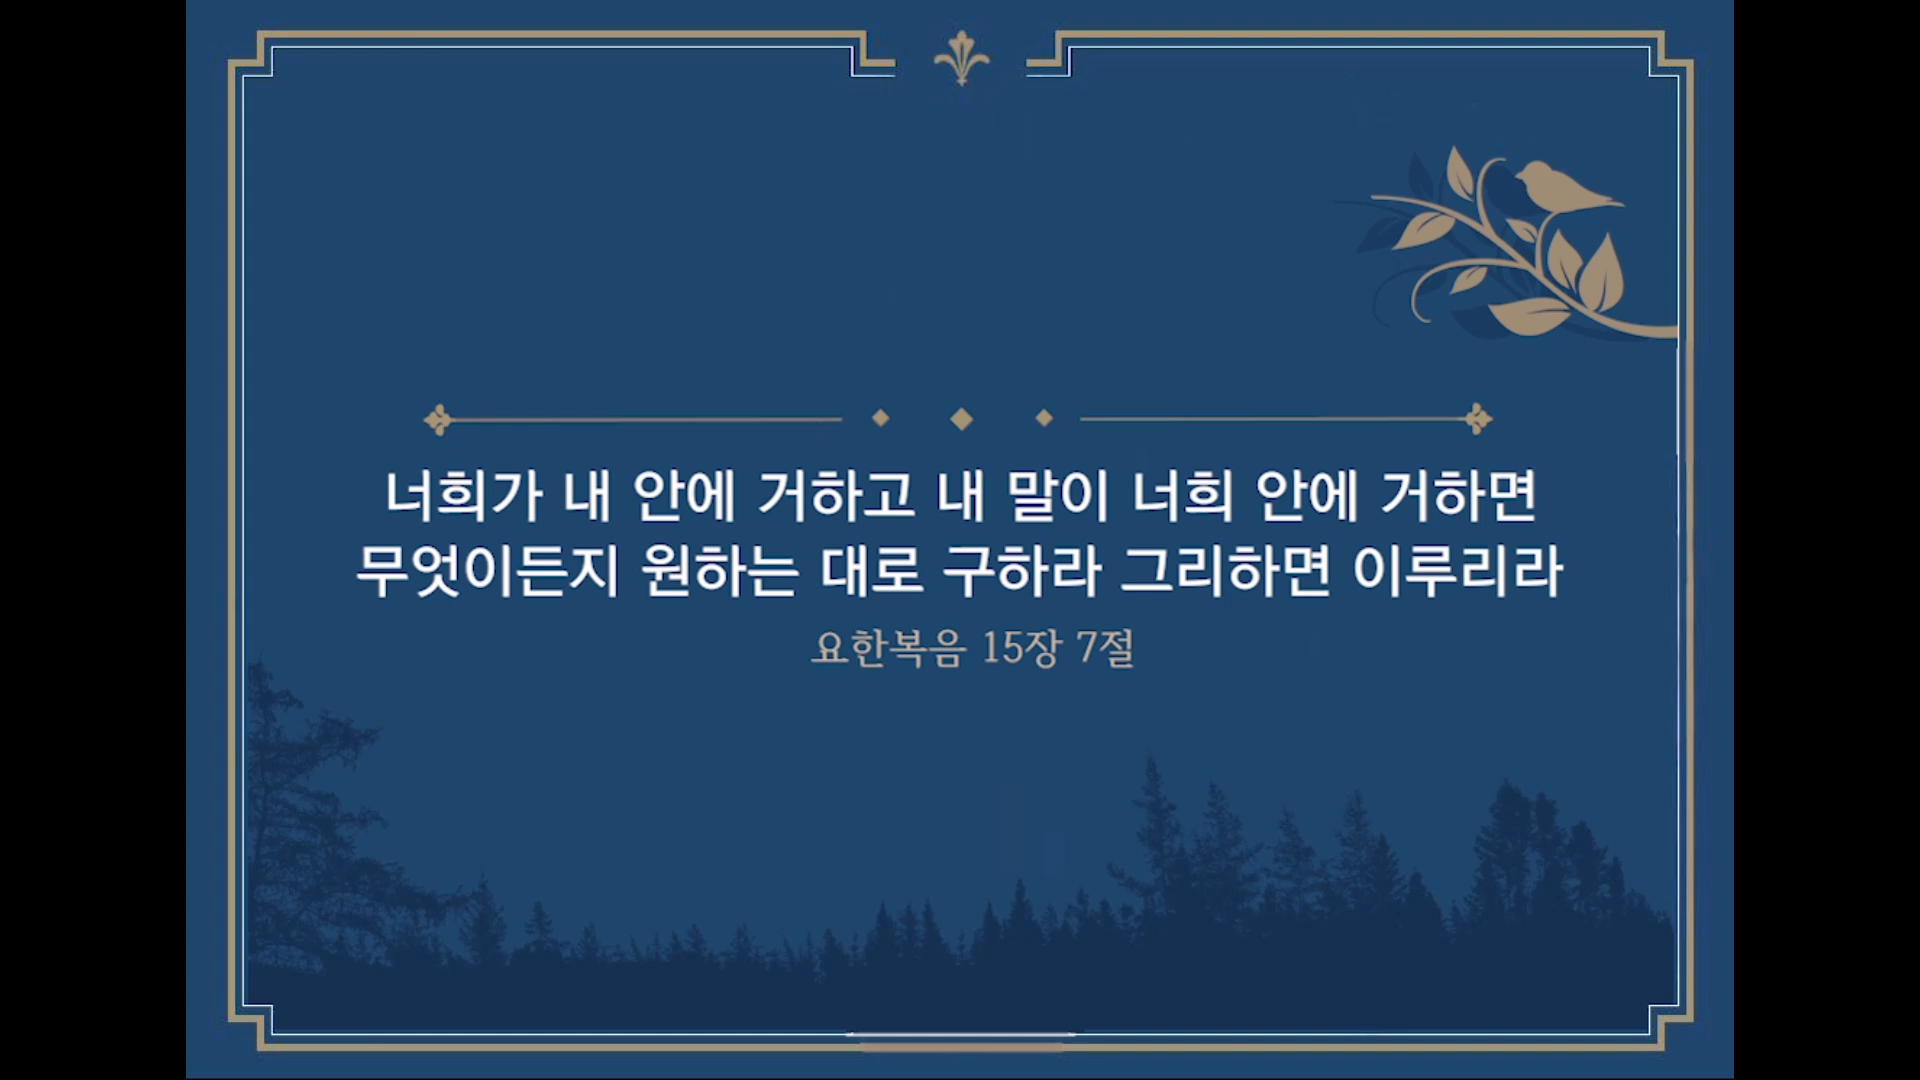 너희가 내 안에 거하고 내 말이 너희 안에 거하면
무엇이든지 원하는 대로 구하라 그리하면 이루리라
요한복음 15장 7절